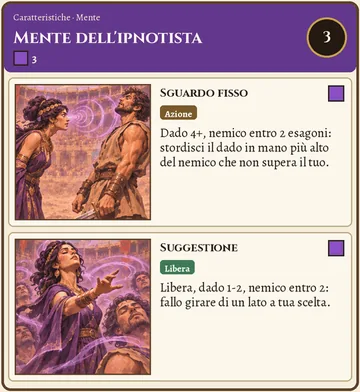 Caratteristiche · Mente
Mente dell'ipnotista
3
3
Sguardo fisso
Azione
Dado 4+, nemico entro 2 esagoni:
stordisci il dado in mano più alto
del nemico che non supera il tuo.
Suggestione
Libera
Libera, dado 1-2, nemico entro 2:
fallo girare di un lato a tua scelta.